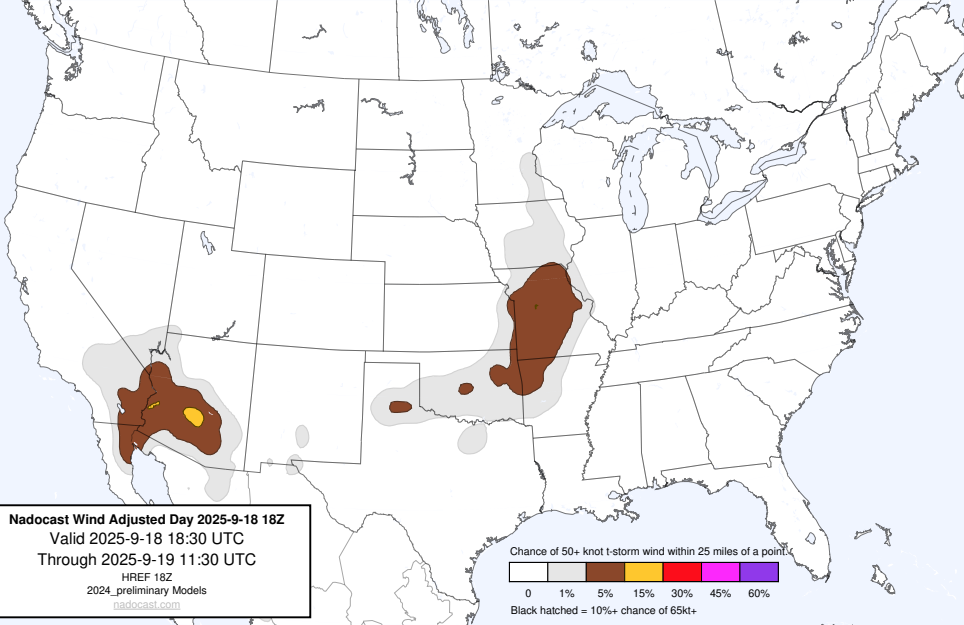 Nadocast Wind Adjusted Day 2025-9-18 18Z
Valid 2025-9-18 18:30 UTC
Through 2025-9-19 11:30 UTC
HREF 18Z
2024_preliminary Models
nadocast.com
Chance of 50+ knot t-storm wind within 25 miles of a point.
0 1% 5% 15% 30% 45% 60%
Black hatched = 10%+ chance of 65kt+